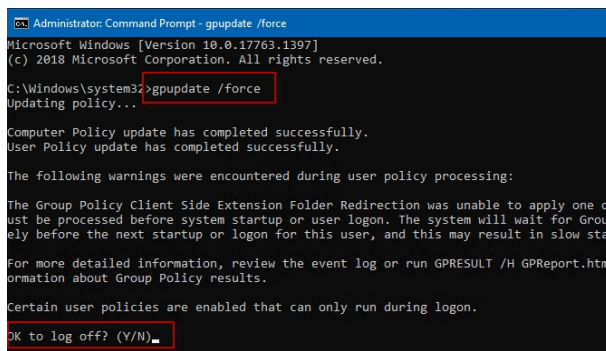 Administrator: Command Prompt - gpupdate /force
Microsoft Windows [Version 10.0.17763.1397]
(c) 2018 Microsoft Corporation. All rights reserved.
C:\Windows\system32>gpupdate /force
Updating policy...
Computer Policy update has completed successfully.
User Policy update has completed successfully.
The following warnings were encountered during user policy processing:
The Group Policy Client Side Extension Folder Redirection was unable to apply one
ust be processed before system startup or user logon. The system will wait for Grou
ely before the next startup or logon for this user, and this may result in slow sta
For more detailed information, review the event log or run GPRESULT /H GPReport.htm
ormation about Group Policy results.
Certain user policies are enabled that can only run during logon.
OK to log off? (Y/N)